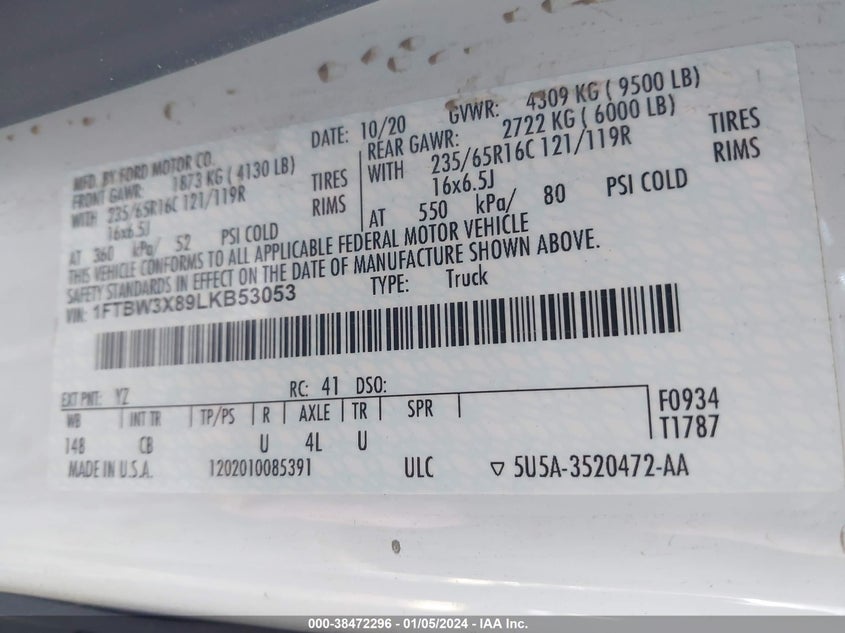 MFD. BY FORD MOTOR CO.
DATE: 10/20 GVWR: 4309 KG ( 9500 LB)
FRONT GAWR: 1873 KG ( 4130 LB)
REAR GAWR: 2722 KG ( 6000 LB)
WITH 235/65R16C 121/119R TIRES
WITH 235/65R16C 121/119R TIRES
16x6.5J RIMS
16x6.5J RIMS
AT 360 kPa/ 52 PSI COLD
AT 550 kPa/ 80 PSI COLD
THIS VEHICLE CONFORMS TO ALL APPLICABLE FEDERAL MOTOR VEHICLE
SAFETY STANDARDS IN EFFECT ON THE DATE OF MANUFACTURE SHOWN ABOVE.
VIN: 1FTBW3X89LKB53053 TYPE: Truck
EXT PNT: YZ RC: 41 DSO:
WB INT TR TP/PS R AXLE TR SPR F0934
148 CB U 4L U T1787
MADE IN U.S.A. 1202010085391 ULC ▽ 5U5A-3520472-AA
000-38472296 - 01/05/2024 - IAA Inc.